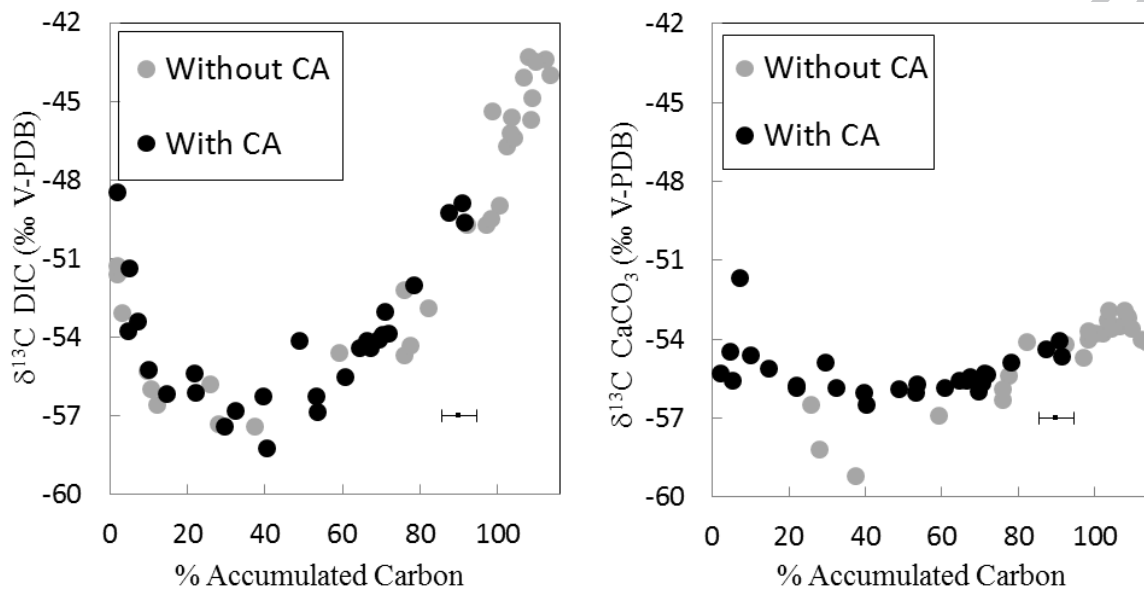 -42
-45
-48
-51
-54
-57
-60
δ¹³C DIC (‰ V-PDB)
Without CA
With CA
0 20 40 60 80 100
% Accumulated Carbon
-42
-45
-48
-51
-54
-57
-60
δ¹³C CaCO₃ (‰ V-PDB)
Without CA
With CA
0 20 40 60 80 100
% Accumulated Carbon